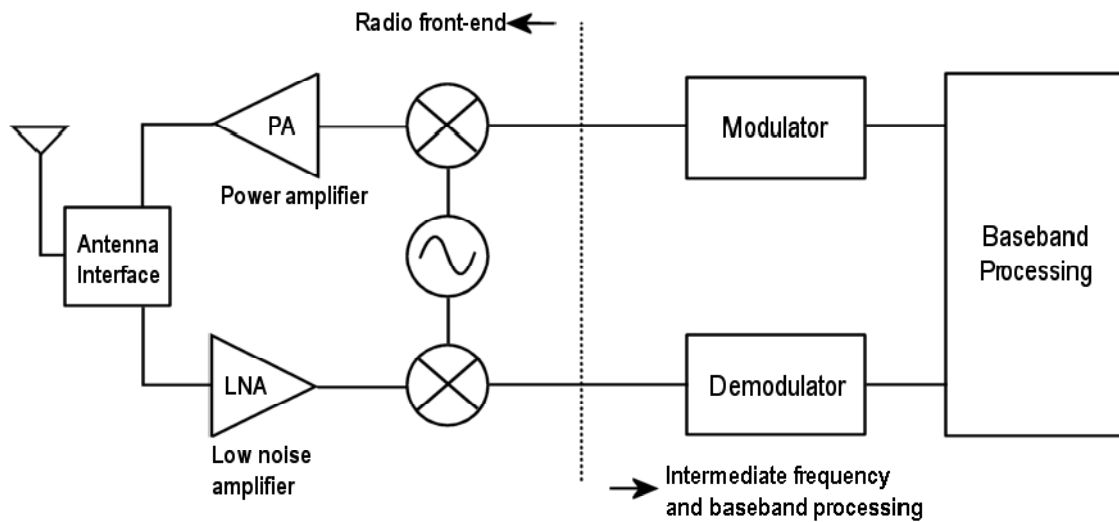 Radio front-end
PA
Modulator
Power amplifier
Antenna
Interface
Baseband
Processing
LNA
Demodulator
Low noise
amplifier
Intermediate frequency
and baseband processing